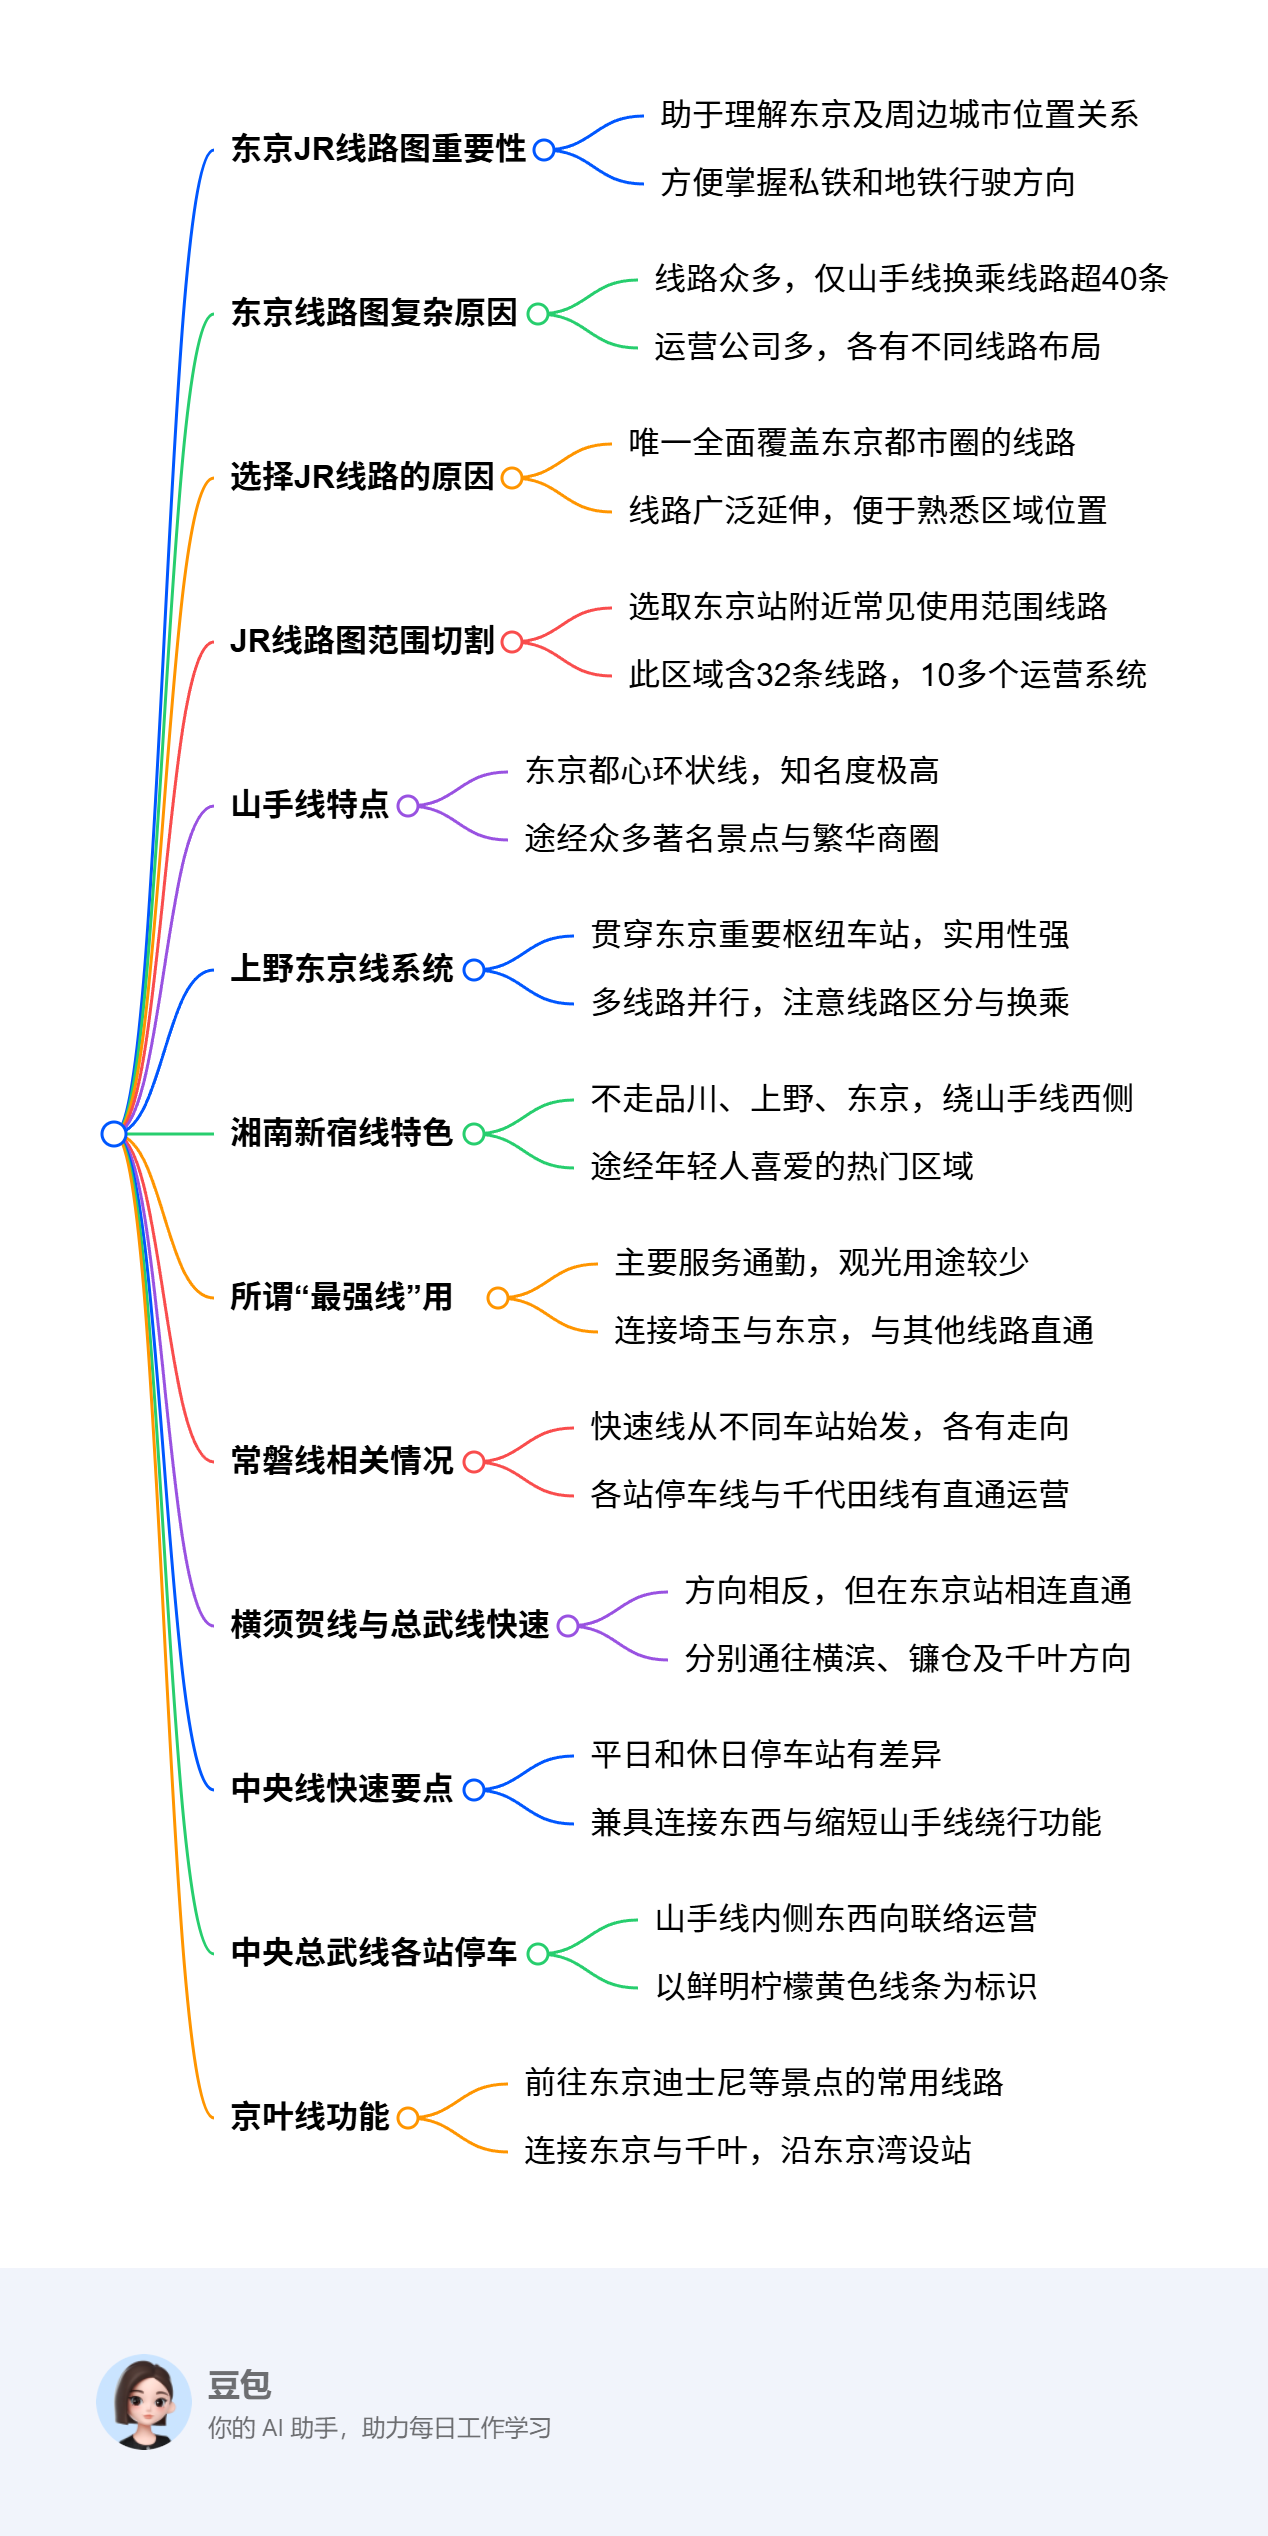 东京JR线路图重要性
助于理解东京及周边城市位置关系
方便掌握私铁和地铁行驶方向
东京线路图复杂原因
线路众多，仅山手线换乘线路超40条
运营公司多，各有不同线路布局
选择JR线路的原因
唯一全面覆盖东京都市圈的线路
线路广泛延伸，便于熟悉区域位置
JR线路图范围切割
选取东京站附近常见使用范围线路
此区域含32条线路，10多个运营系统
山手线特点
东京都心环状线，知名度极高
途经众多著名景点与繁华商圈
上野东京线系统
贯穿东京重要枢纽车站，实用性强
多线路并行，注意线路区分与换乘
湘南新宿线特色
不走品川、上野、东京，绕山手线西侧
途经年轻人喜爱的热门区域
所谓“最强线”用
主要服务通勤，观光用途较少
连接埼玉与东京，与其他线路直通
常磐线相关情况
快速线从不同车站始发，各有走向
各站停车线与千代田线有直通运营
横须贺线与总武线快速
方向相反，但在东京站相连直通
分别通往横滨、镰仓及千叶方向
中央线快速要点
平日和休日停车站有差异
兼具连接东西与缩短山手线绕行功能
中央总武线各站停车
山手线内侧东西向联络运营
以鲜明柠檬黄色线条为标识
京叶线功能
前往东京迪士尼等景点的常用线路
连接东京与千叶，沿东京湾设站
豆包
你的 AI 助手，助力每日工作学习